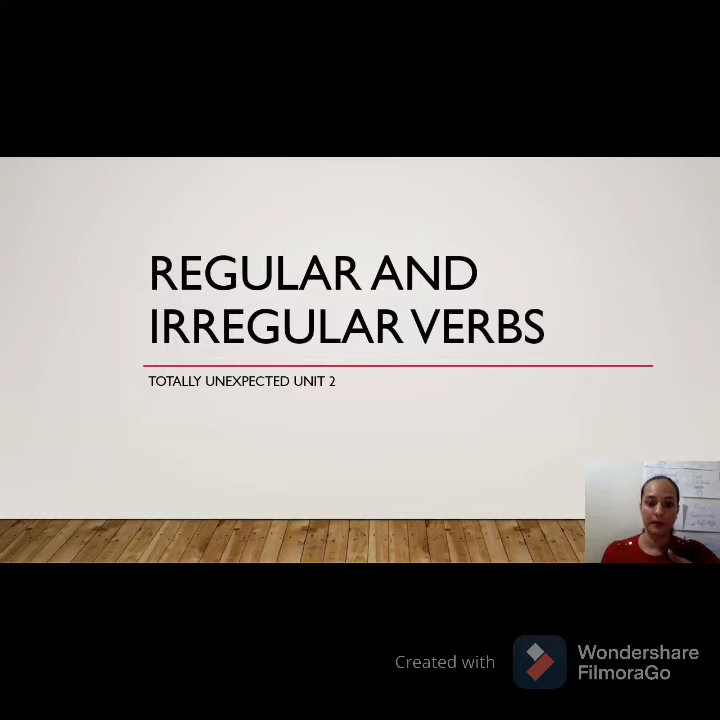 REGULAR AND
IRREGULAR VERBS
TOTALLY UNEXPECTED UNIT 2
Created with
Wondershare
FilmoraGo